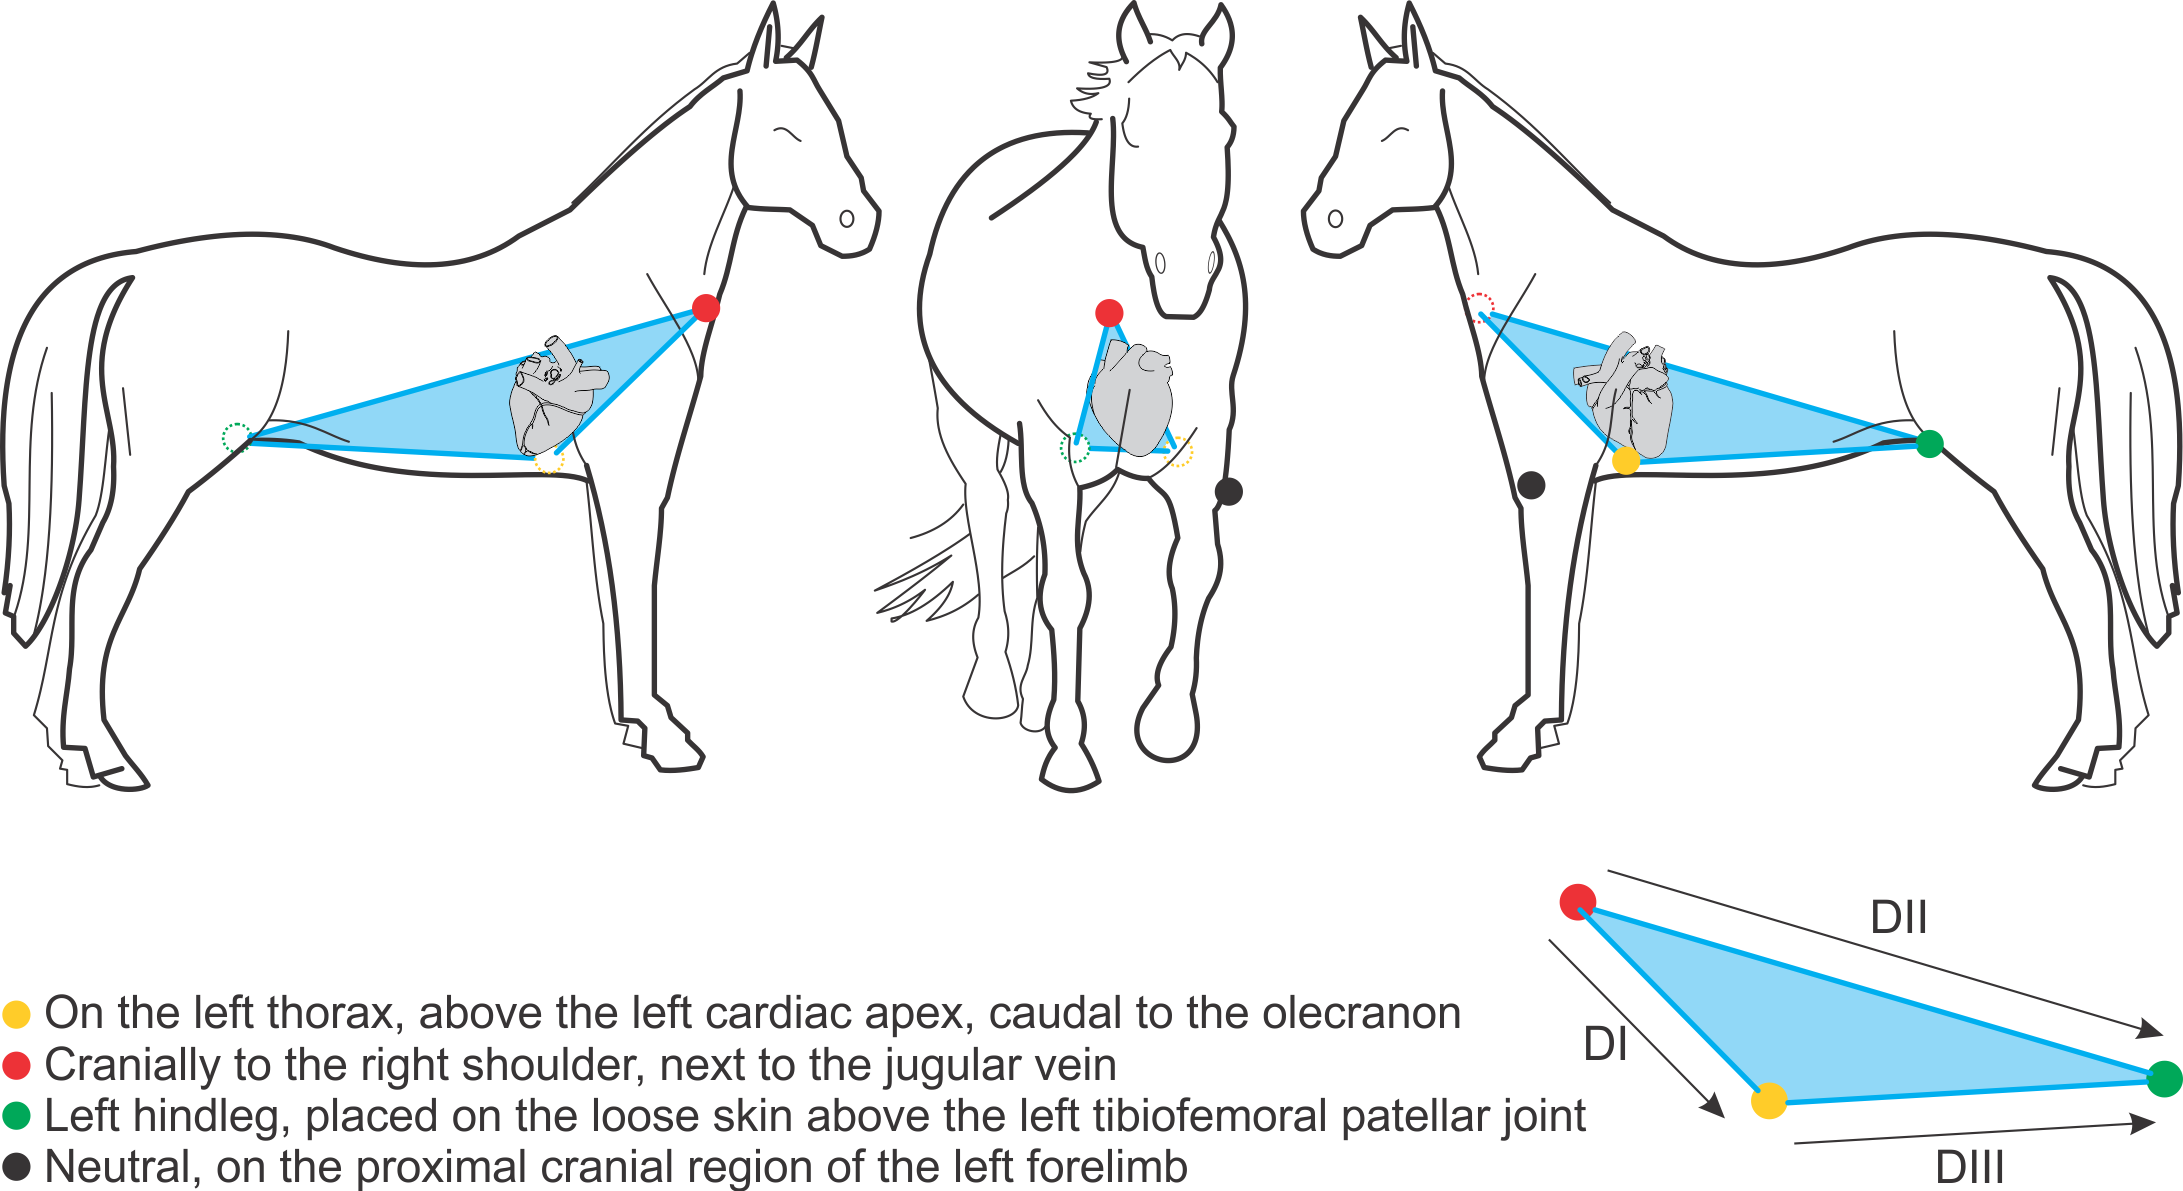 DII
DI
DIII
On the left thorax, above the left cardiac apex, caudal to the olecranon
Cranially to the right shoulder, next to the jugular vein
Left hindleg, placed on the loose skin above the left tibiofemoral patellar joint
Neutral, on the proximal cranial region of the left forelimb